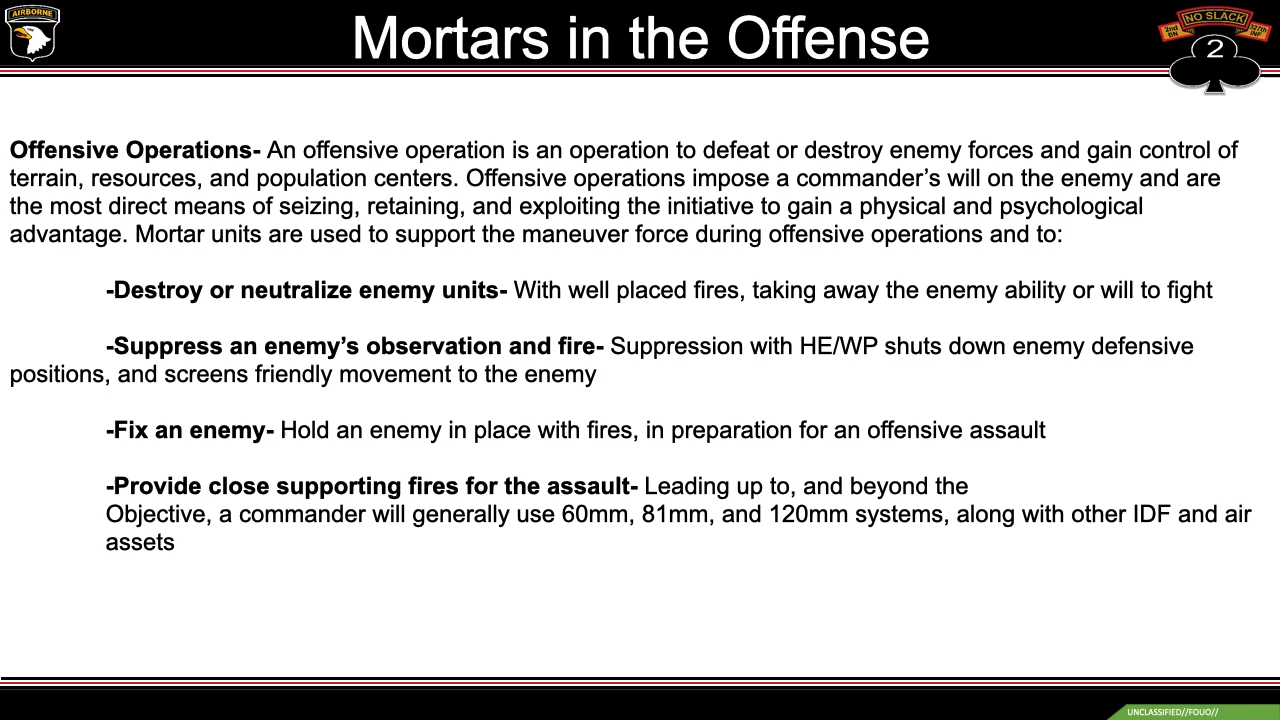 AIRBORNE
Mortars in the Offense
NO SLACK
2nd BN
327th INF
2
Offensive Operations- An offensive operation is an operation to defeat or destroy enemy forces and gain control of
terrain, resources, and population centers. Offensive operations impose a commander’s will on the enemy and are
the most direct means of seizing, retaining, and exploiting the initiative to gain a physical and psychological
advantage. Mortar units are used to support the maneuver force during offensive operations and to:
-Destroy or neutralize enemy units- With well placed fires, taking away the enemy ability or will to fight
-Suppress an enemy’s observation and fire- Suppression with HE/WP shuts down enemy defensive
positions, and screens friendly movement to the enemy
-Fix an enemy- Hold an enemy in place with fires, in preparation for an offensive assault
-Provide close supporting fires for the assault- Leading up to, and beyond the
Objective, a commander will generally use 60mm, 81mm, and 120mm systems, along with other IDF and air
assets
UNCLASSIFIED//FOUO//